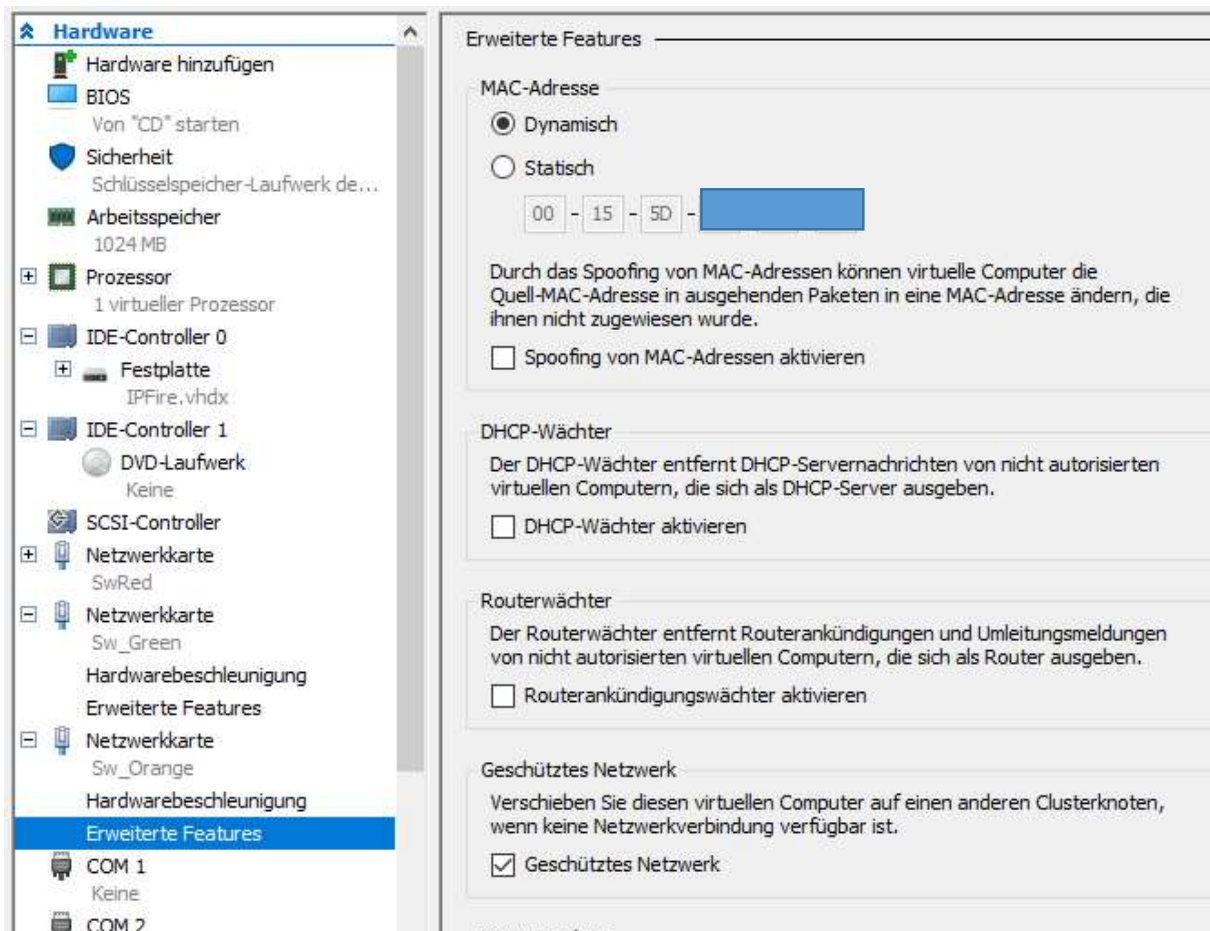 Hardware
Hardware hinzufügen
BIOS
Von "CD" starten
Sicherheit
Schlüsselspeicher-Laufwerk de...
Arbeitsspeicher
1024 MB
Prozessor
1 virtueller Prozessor
IDE-Controller 0
Festplatte
IPFire.vhdx
IDE-Controller 1
DVD-Laufwerk
Keine
SCSI-Controller
Netzwerkkarte
SwRed
Netzwerkkarte
Sw_Green
Hardwarebeschleunigung
Erweiterte Features
Netzwerkkarte
Sw_Orange
Hardwarebeschleunigung
Erweiterte Features
COM 1
Keine
COM 2
Erweiterte Features
MAC-Adresse
Dynamisch
Statisch
00 - 15 - 5D -
Durch das Spoofing von MAC-Adressen können virtuelle Computer die
Quell-MAC-Adresse in ausgehenden Paketen in eine MAC-Adresse ändern, die
ihnen nicht zugewiesen wurde.
Spoofing von MAC-Adressen aktivieren
DHCP-Wächter
Der DHCP-Wächter entfernt DHCP-Servernachrichten von nicht autorisierten
virtuellen Computern, die sich als DHCP-Server ausgeben.
DHCP-Wächter aktivieren
Routerwächter
Der Routerwächter entfernt Routerankündigungen und Umleitungsmeldungen
von nicht autorisierten virtuellen Computern, die sich als Router ausgeben.
Routerankündigungswächter aktivieren
Geschütztes Netzwerk
Verschieben Sie diesen virtuellen Computer auf einen anderen Clusterknoten,
wenn keine Netzwerkverbindung verfügbar ist.
Geschütztes Netzwerk